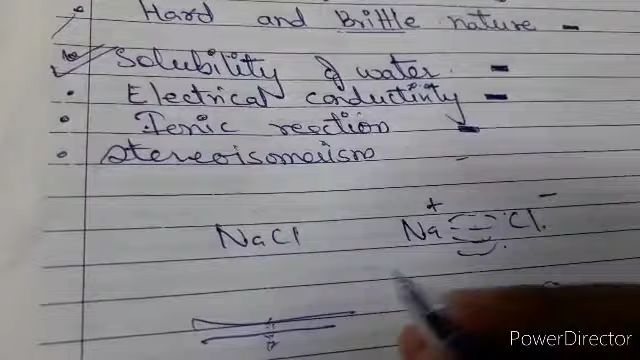 Hard and Brittle nature -
Solubility of water. -
Electrical conductivity -
Ionic reaction -
Stereoisomerism -
NaCl Na+ Cl-
PowerDirector